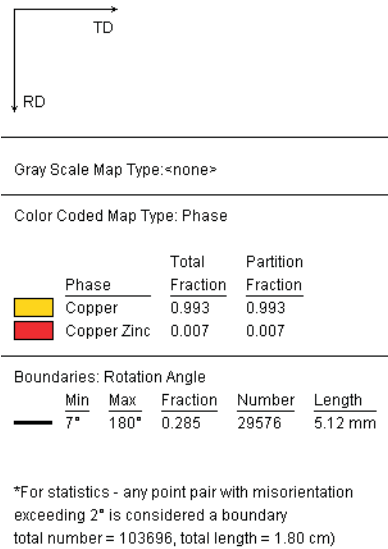 TD
RD
Gray Scale Map Type:<none>
Color Coded Map Type: Phase
Total Partition
Phase Fraction Fraction
Copper 0.993 0.993
Copper Zinc 0.007 0.007
Boundaries: Rotation Angle
Min Max Fraction Number Length
7° 180° 0.285 29576 5.12 mm
*For statistics - any point pair with misorientation
exceeding 2° is considered a boundary
total number = 103696, total length = 1.80 cm)